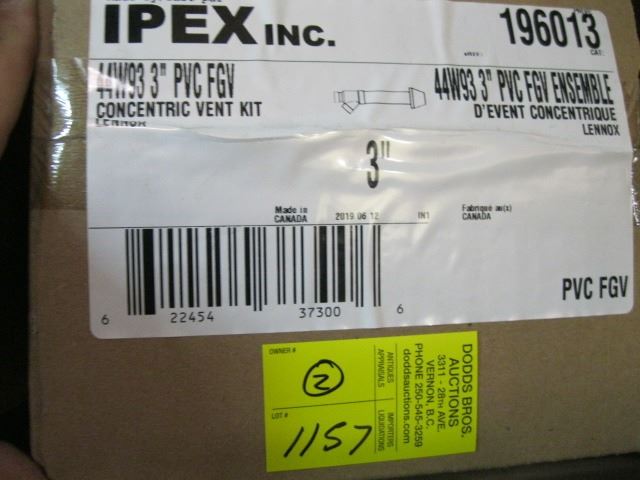 IPEX INC.
196013
44W93 3" PVC FGV
CONCENTRIC VENT KIT
LENNOX
44W93 3" PVC FGV ENSEMBLE
D'EVENT CONCENTRIQUE
LENNOX
3"
Made in
CANADA
2019 06 12
IN1
Fabriqué au(x)
CANADA
6 22454 37300 6
PVC FGV
OWNER #
2
LOT #
1157
ANTIQUES
APPRAISALS
IMPORTERS
LIQUIDATIONS
DODDS BROS.
AUCTIONS
3311 - 28TH AVE.
VERNON, B.C.
PHONE 250-545-3259
doddsauctions.com